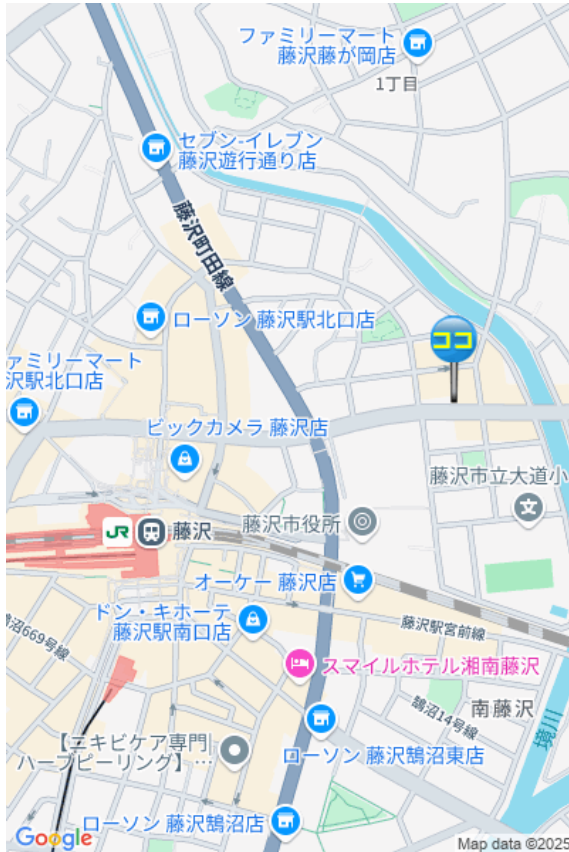 ファミリーマート
藤沢藤が岡店
1丁目
セブン-イレブン
藤沢遊行通り店
藤沢町田線
ローソン 藤沢駅北口店
ココ
ァミリーマート
沢駅北口店
ビックカメラ 藤沢店
藤沢市立大道小
文
JR
藤沢
藤沢市役所
オーケー 藤沢店
ドン・キホーテ
藤沢駅南口店
藤沢駅宮前線
鵠沼669号線
スマイルホテル湘南藤沢
南藤沢
鵠沼14号線
境川
ローソン 藤沢鵠沼東店
【三キビケア専門|
ハーブピーリング】…
ローソン 藤沢鵠沼店
Google
Map data ©2025